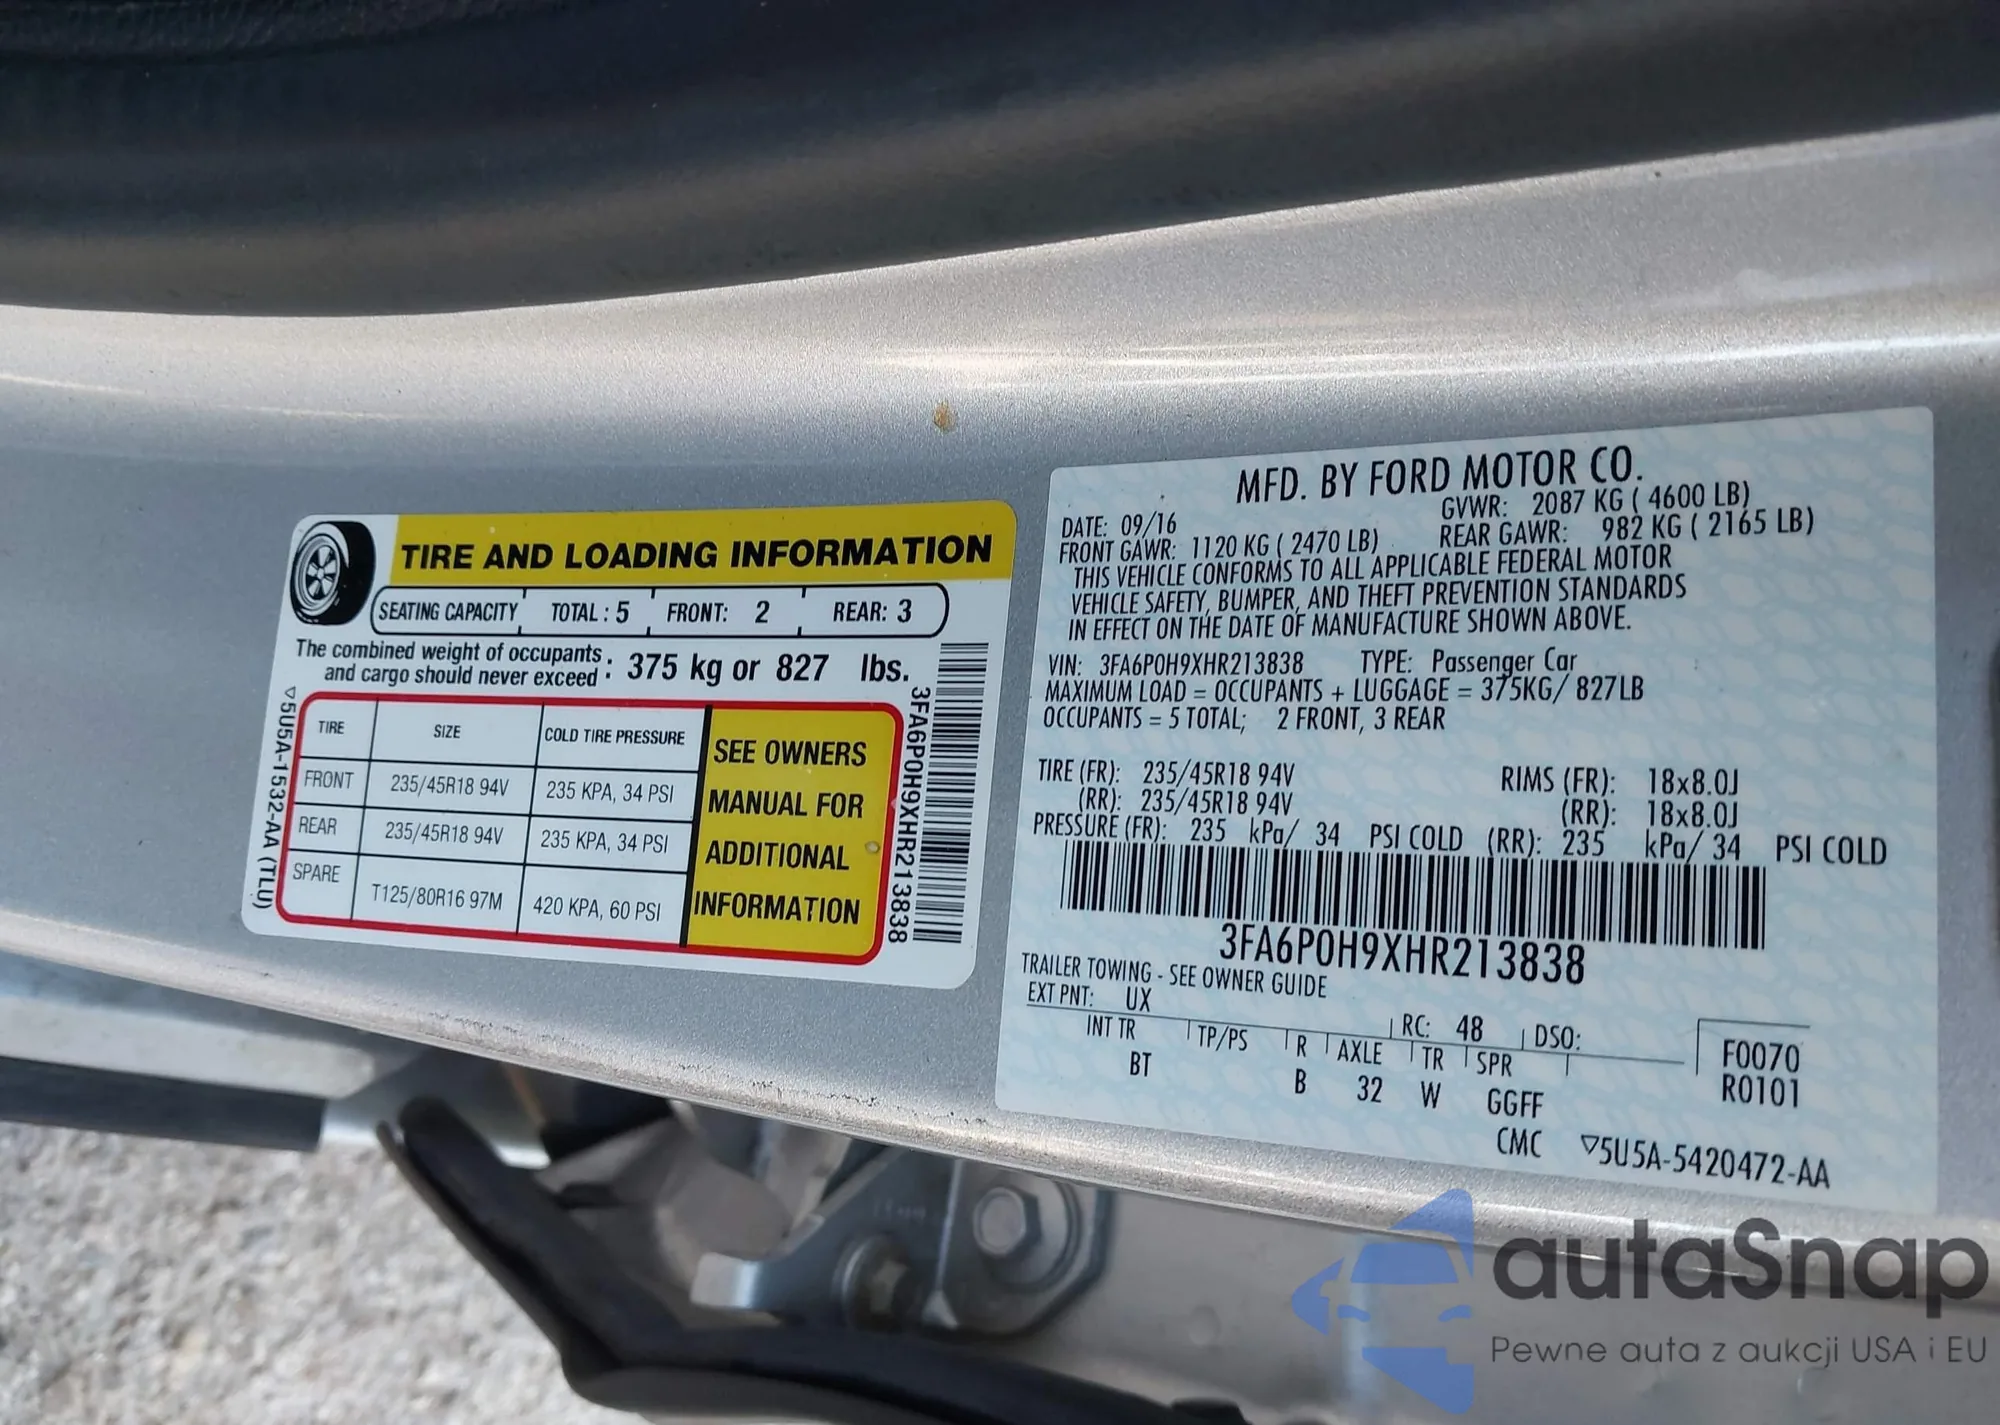 TIRE AND LOADING INFORMATION
SEATING CAPACITY TOTAL : 5 FRONT: 2 REAR: 3
The combined weight of occupants
and cargo should never exceed : 375 kg or 827 lbs.
TIRE SIZE COLD TIRE PRESSURE
FRONT 235/45R18 94V 235 KPA, 34 PSI
REAR 235/45R18 94V 235 KPA, 34 PSI
SPARE T125/80R16 97M 420 KPA, 60 PSI
SEE OWNERS
MANUAL FOR
ADDITIONAL
INFORMATION
▽5U5A-1532-AA (TLU)
3FA6P0H9XHR213838
MFD. BY FORD MOTOR CO.
DATE: 09/16 GVWR: 2087 KG ( 4600 LB)
FRONT GAWR: 1120 KG ( 2470 LB) REAR GAWR: 982 KG ( 2165 LB)
THIS VEHICLE CONFORMS TO ALL APPLICABLE FEDERAL MOTOR
VEHICLE SAFETY, BUMPER, AND THEFT PREVENTION STANDARDS
IN EFFECT ON THE DATE OF MANUFACTURE SHOWN ABOVE.
VIN: 3FA6P0H9XHR213838 TYPE: Passenger Car
MAXIMUM LOAD = OCCUPANTS + LUGGAGE = 375KG/ 827LB
OCCUPANTS = 5 TOTAL; 2 FRONT, 3 REAR
TIRE (FR): 235/45R18 94V RIMS (FR): 18x8.0J
(RR): 235/45R18 94V (RR): 18x8.0J
PRESSURE (FR): 235 kPa/ 34 PSI COLD (RR): 235 kPa/ 34 PSI COLD
3FA6P0H9XHR213838
TRAILER TOWING - SEE OWNER GUIDE
EXT PNT: UX RC: 48 DSO:
INT TR TP/PS R AXLE TR SPR F0070
BT B 32 W GGFF R0101
CMC ▽5U5A-5420472-AA
autaSnap
Pewne auta z aukcji USA i EU